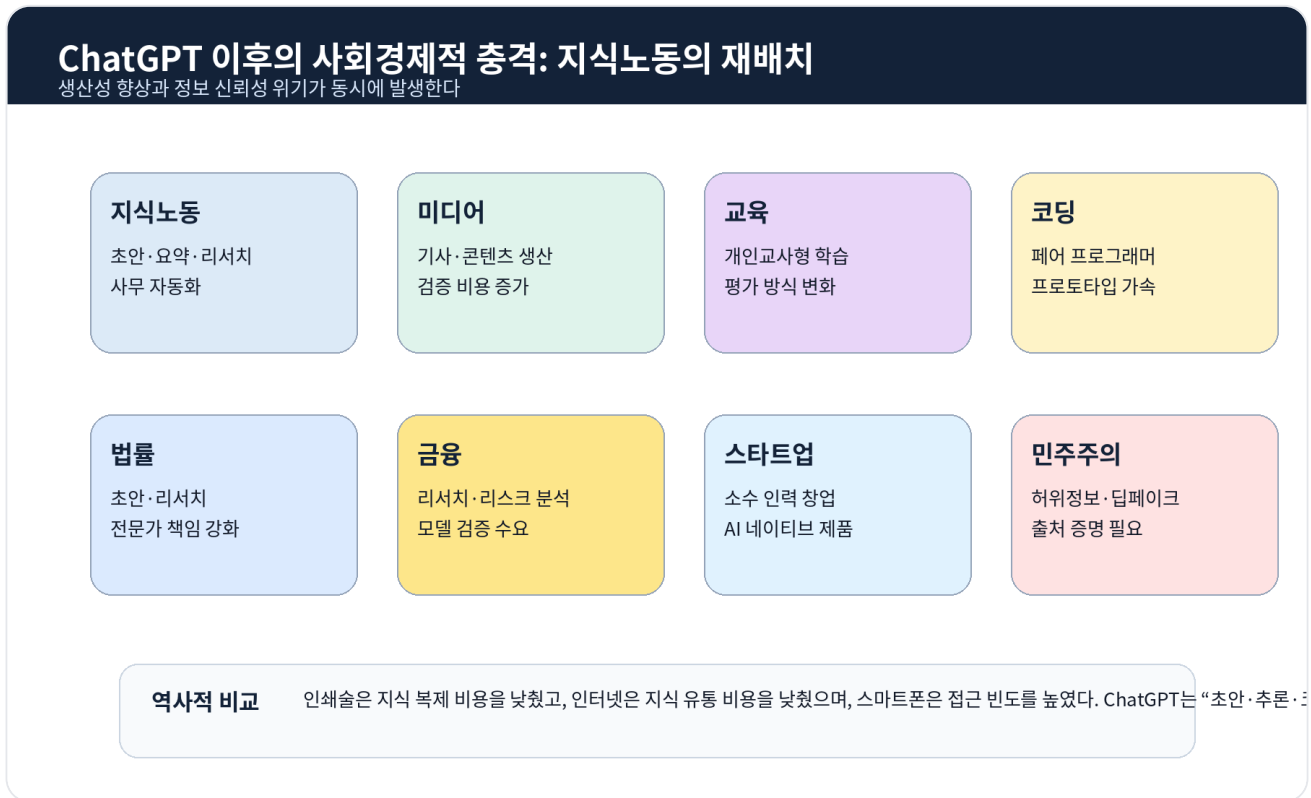 ChatGPT 이후의 사회경제적 충격: 지식노동의 재배치
생산성 향상과 정보 신뢰성 위기가 동시에 발생한다
지식노동
초안·요약·리서치
사무 자동화
미디어
기사·콘텐츠 생산
검증 비용 증가
교육
개인교사형 학습
평가 방식 변화
코딩
페어 프로그래머
프로토타입 가속
법률
초안·리서치
전문가 책임 강화
금융
리서치·리스크 분석
모델 검증 수요
스타트업
소수 인력 창업
AI 네이티브 제품
민주주의
허위정보·딥페이크
출처 증명 필요
역사적 비교
인쇄술은 지식 복제 비용을 낮췄고, 인터넷은 지식 유통 비용을 낮췄으며, 스마트폰은 접근 빈도를 높였다. ChatGPT는 “초안·추론·